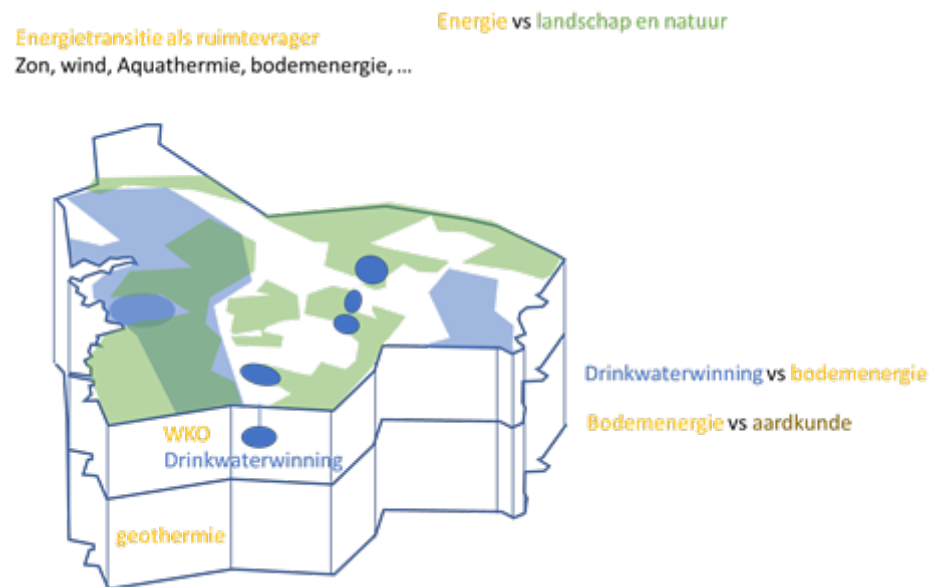 Energie vs landschap en natuur
Energietransitie als ruimtevrager
Zon, wind, Aquathermie, bodemenergie, ...
Drinkwaterwinning vs bodemenergie
Bodemenergie vs aardkunde
WKO
Drinkwaterwinning
geothermie